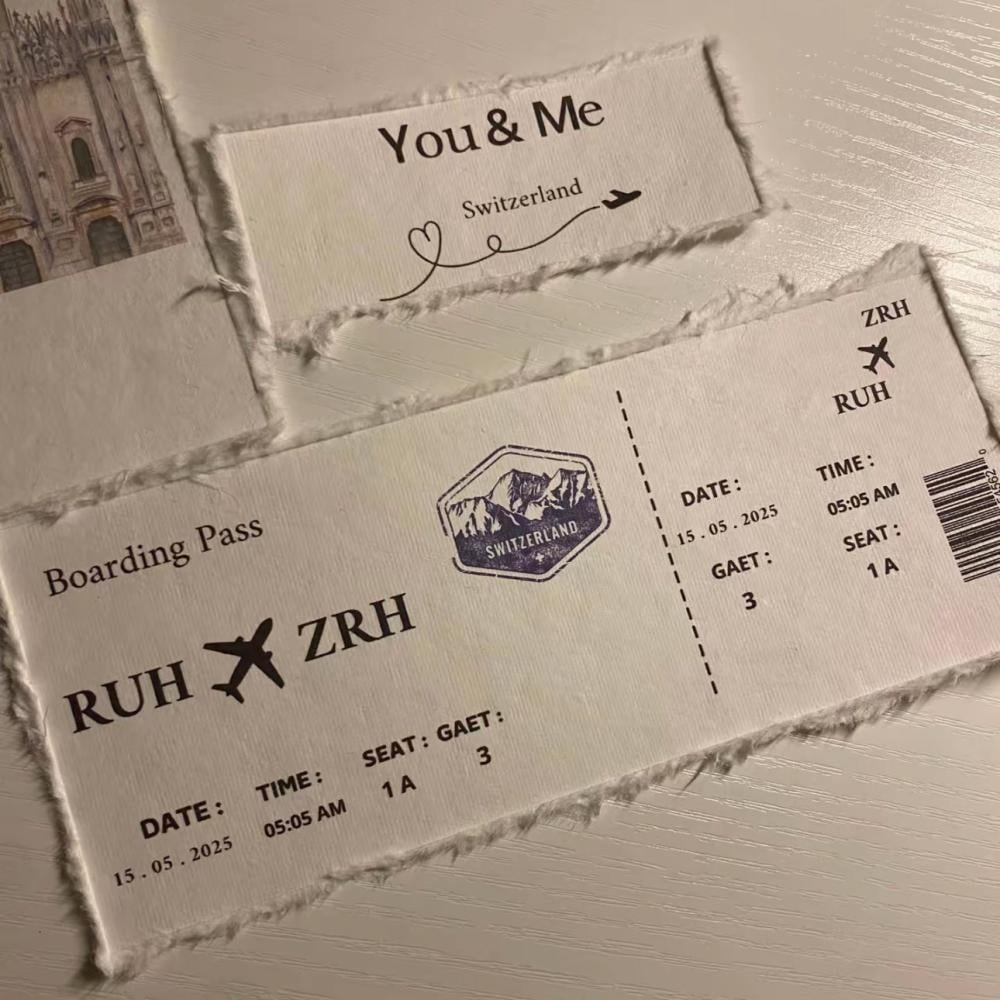 You & Me
Switzerland
Boarding Pass
RUH ZRH
SWITZERLAND
DATE :
15 . 05 . 2025
TIME :
05:05 AM
SEAT :
1 A
GAET :
3
ZRH
RUH
DATE :
15 . 05 . 2025
TIME :
05:05 AM
GAET :
3
SEAT :
1 A